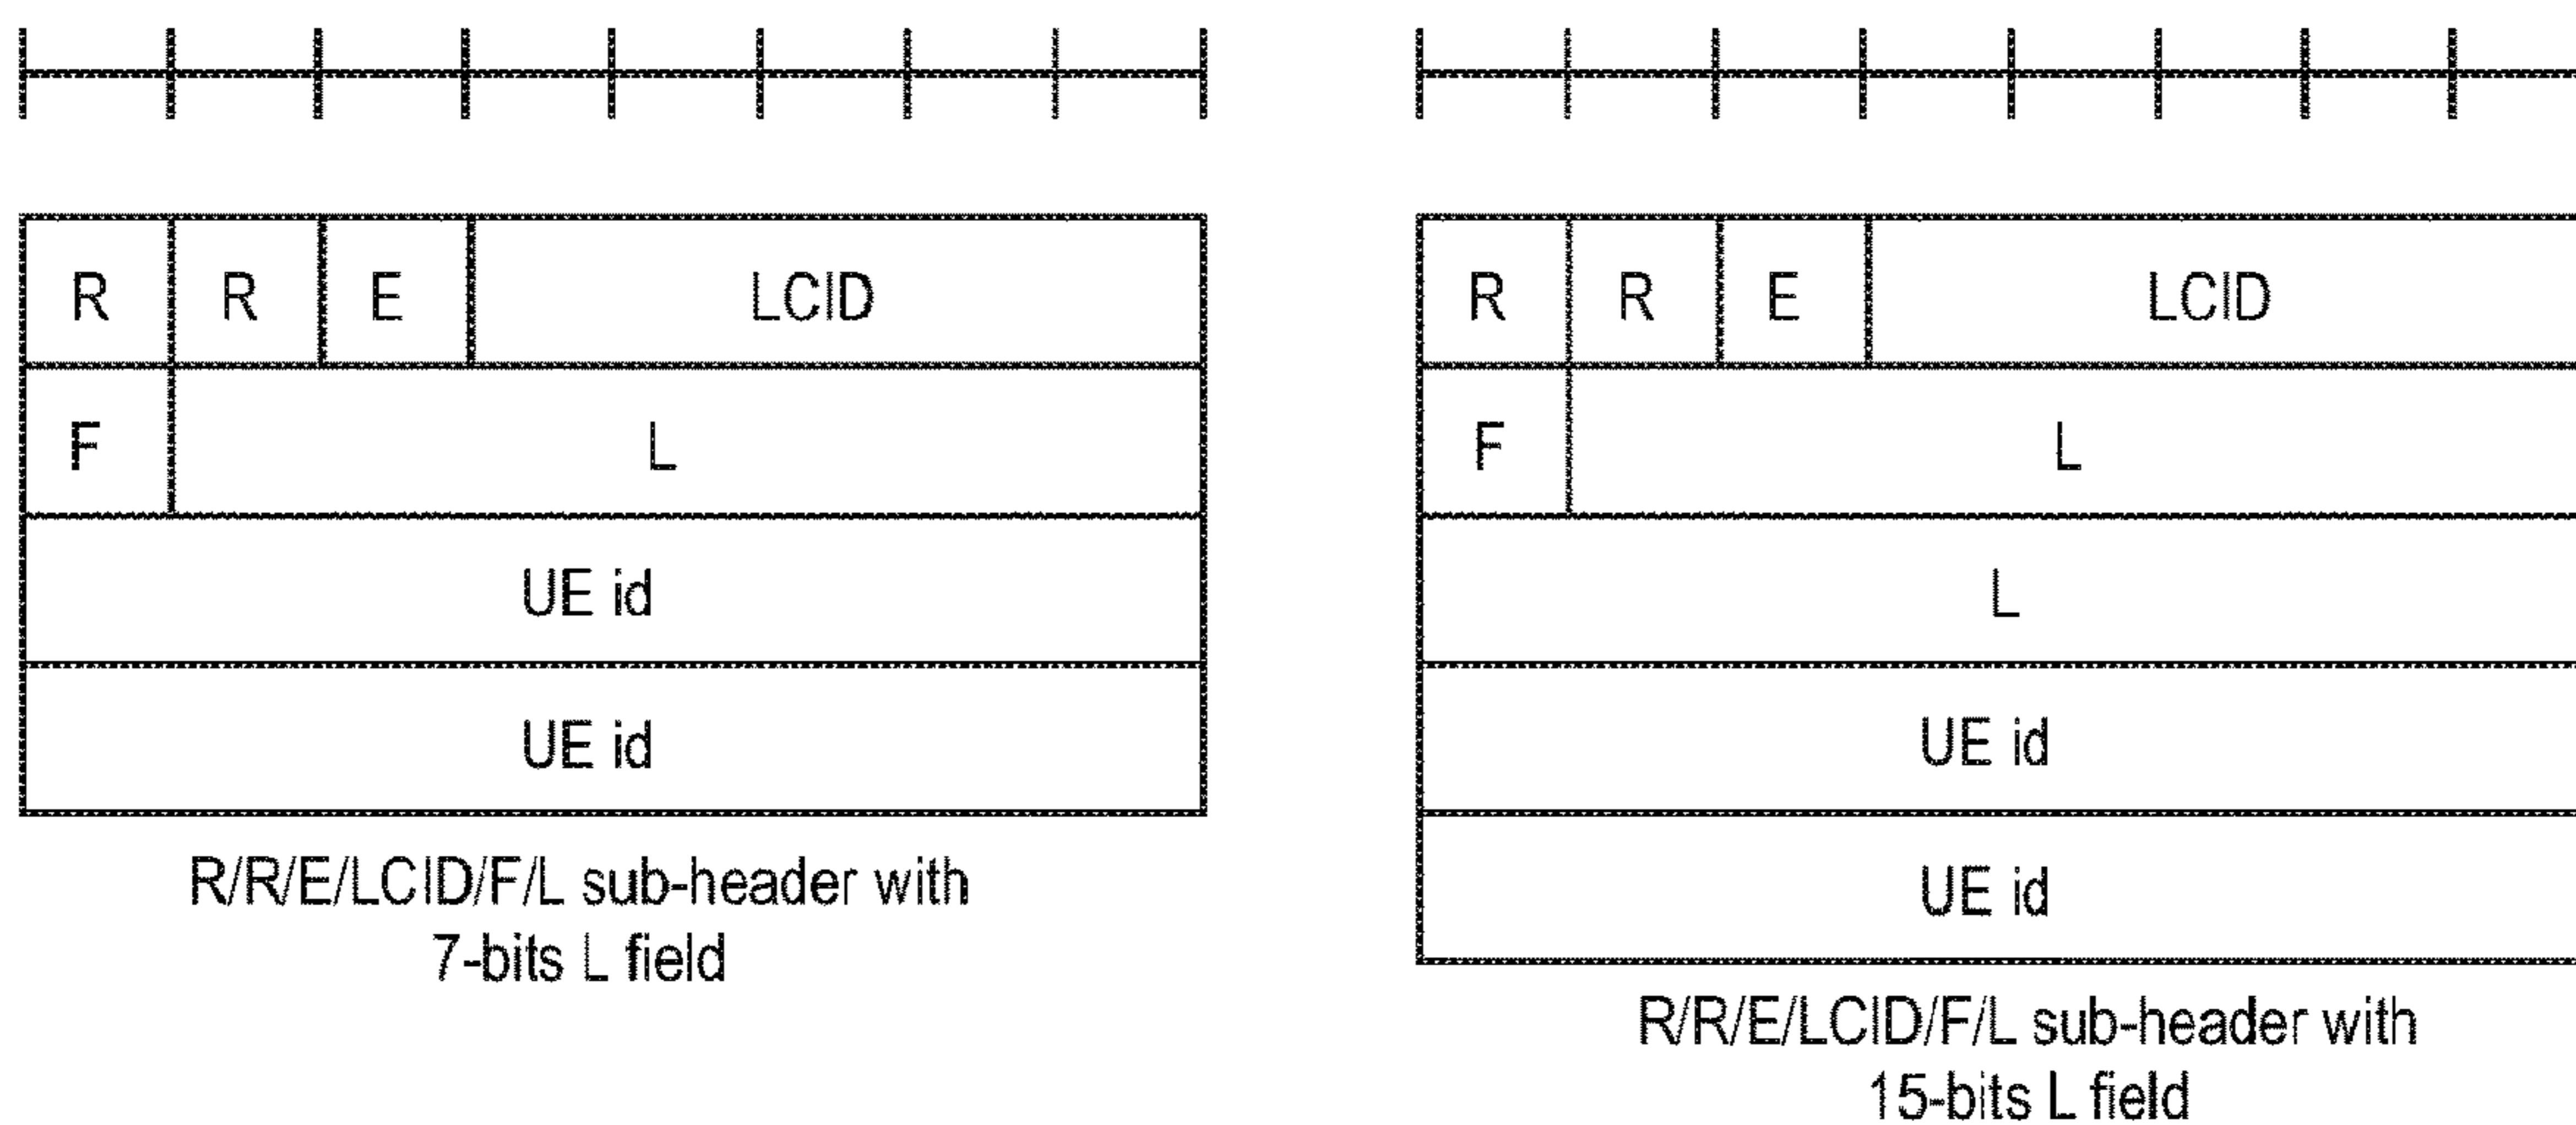 R R E LCID
F L
UE id
UE id
R/R/E/LCID/F/L sub-header with
7-bits L field
R R E LCID
F L
L
UE id
UE id
R/R/E/LCID/F/L sub-header with
15-bits L field